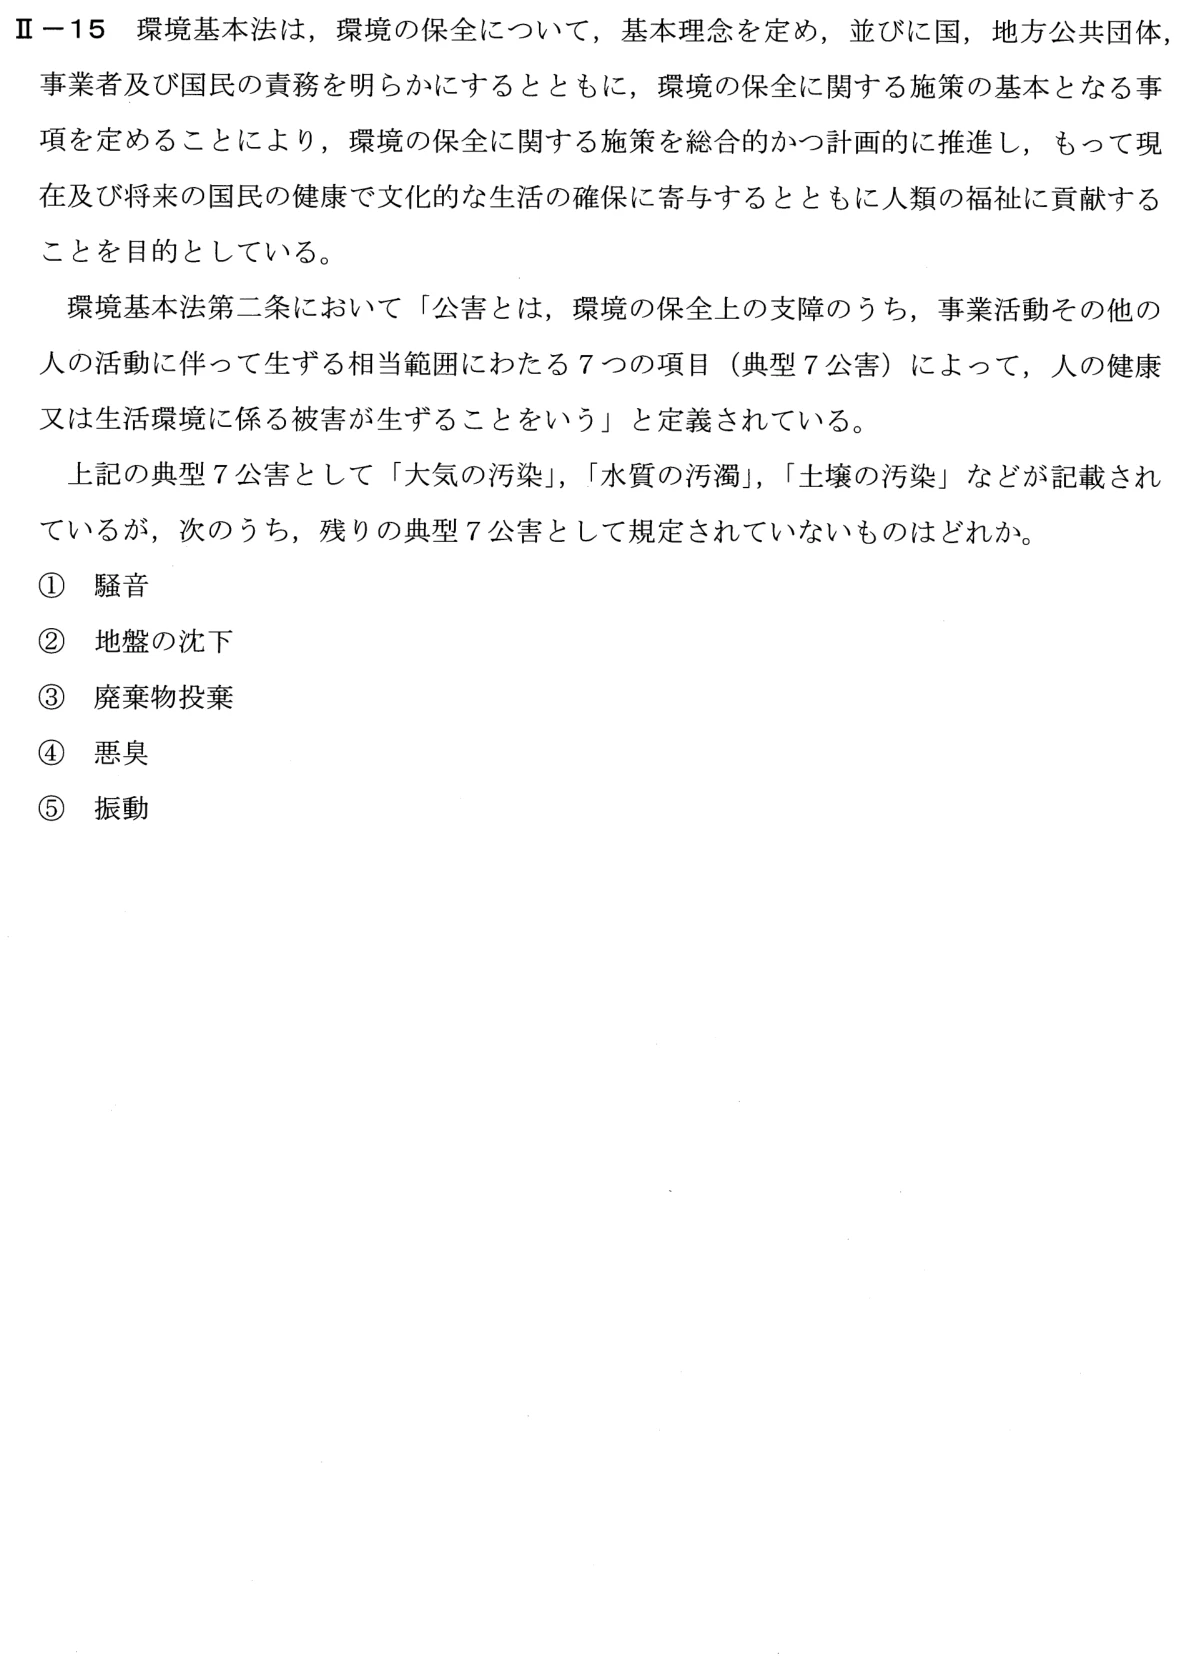 Ⅱ－15　環境基本法は，環境の保全について，基本理念を定め，並びに国，地方公共団体，
事業者及び国民の責務を明らかにするとともに，環境の保全に関する施策の基本となる事
項を定めることにより，環境の保全に関する施策を総合的かつ計画的に推進し，もって現
在及び将来の国民の健康で文化的な生活の確保に寄与するとともに人類の福祉に貢献する
ことを目的としている。
環境基本法第二条において「公害とは，環境の保全上の支障のうち，事業活動その他の
人の活動に伴って生ずる相当範囲にわたる７つの項目（典型７公害）によって，人の健康
又は生活環境に係る被害が生ずることをいう」と定義されている。
上記の典型７公害として「大気の汚染」，「水質の汚濁」，「土壌の汚染」などが記載され
ているが，次のうち，残りの典型７公害として規定されていないものはどれか。
①　騒音
②　地盤の沈下
③　廃棄物投棄
④　悪臭
⑤　振動